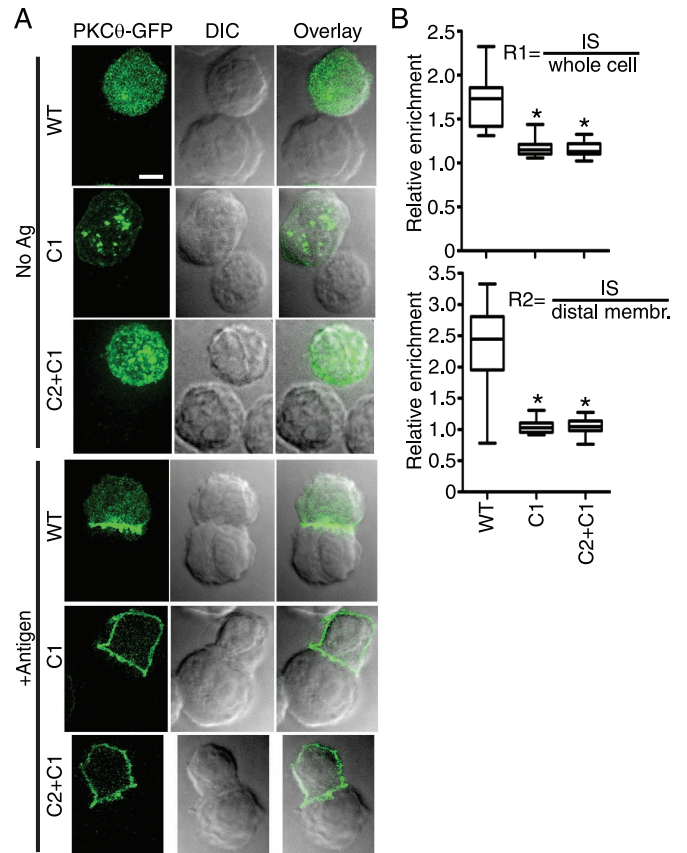 A
PKCθ-GFP DIC Overlay
No Ag
WT
C1
C2+C1
+Antigen
WT
C1
C2+C1
B
R1= IS
whole cell
Relative enrichment
2.5
2.0
1.5
1.0
0.5
0
* *
R2= IS
distal membr.
Relative enrichment
3.5
3.0
2.5
2.0
1.5
1.0
0.5
0
* *
WT C1 C2+C1